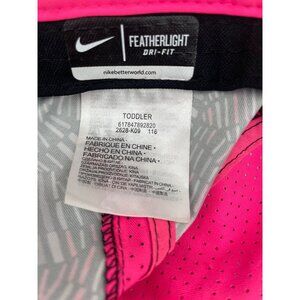 FEATHERLIGHT
DRI-FIT
nikebetterworld.com
TODDLER
617847892820
2628-K09 116
MADE IN CHINA
FABRIQUE EN CHINE
HECHO EN CHINA
FABRICADO NA CHINA